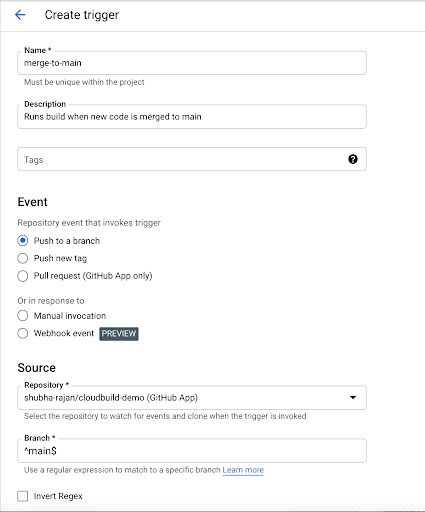 Create trigger
Name *
merge-to-main
Must be unique within the project
Description
Runs build when new code is merged to main
Tags
Event
Repository event that invokes trigger
Push to a branch
Push new tag
Pull request (GitHub App only)
Or in response to
Manual invocation
Webhook event PREVIEW
Source
Repository *
shubha-rajan/cloudbuild-demo (GitHub App)
Select the repository to watch for events and clone when the trigger is invoked
Branch *
^main$
Use a regular expression to match to a specific branch Learn more
Invert Regex